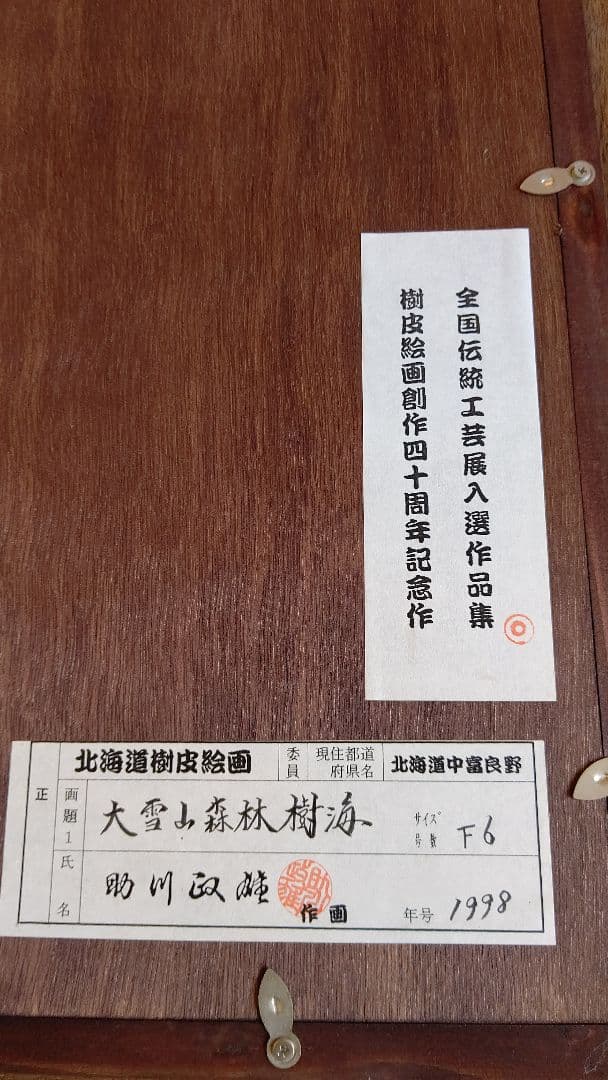 全国伝統工芸展入選作品集
樹皮絵画創作四十周年記念作
北海道樹皮絵画
委員
現住都道府県名
北海道中富良野
正
画題1
大雪山森林樹海
サイズ
号数
F6
氏名
助川政雄
作画
年号
1998